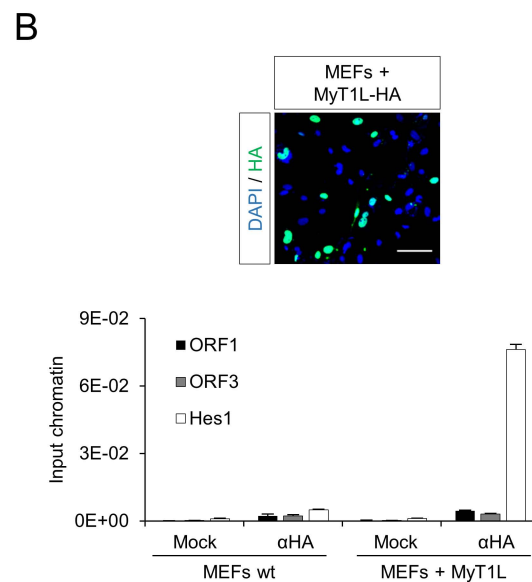 B
MEFs +
MyT1L-HA
DAPI / HA
9E-02
6E-02
3E-02
0E+00
Input chromatin
ORF1
ORF3
Hes1
Mock αHA Mock αHA
MEFs wt MEFs + MyT1L